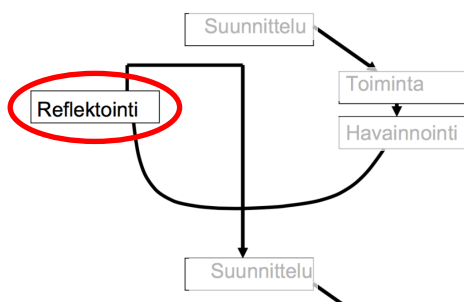 Suunnittelu
Toiminta
Reflektointi
Havainnointi
Suunnittelu